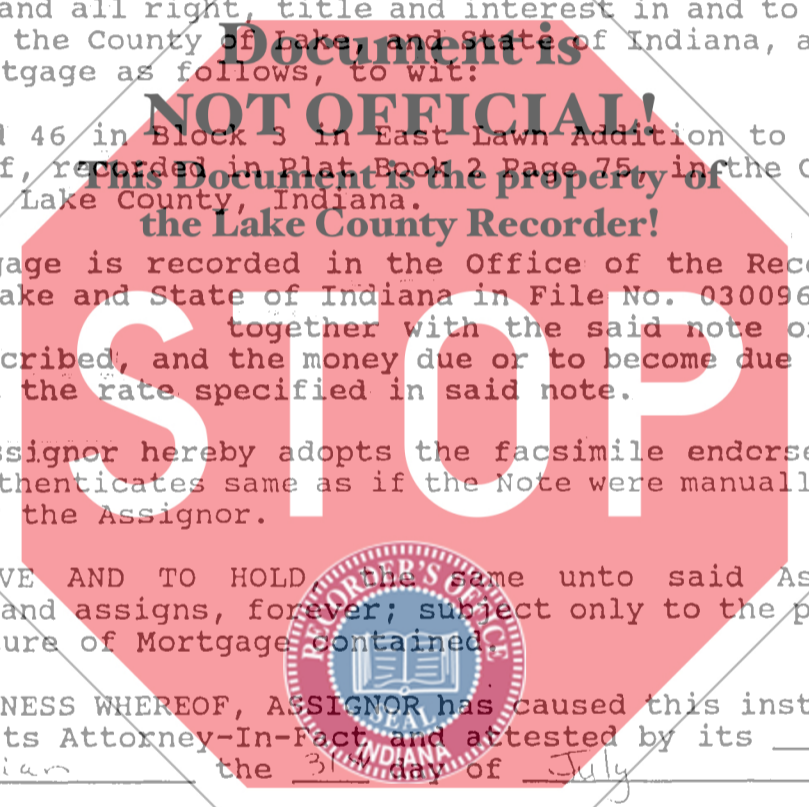 and all right, title and interest in and to
the County of Lake, and State of Indiana, a
Document is
tgage as follows, to wit:
NOT OFFICIAL!
46 in Block 3 in East Lawn Addition to
f, recorded in Plat Book 2 Page 75, in the C
This Document is the property of
Lake County, Indiana.
the Lake County Recorder!
gage is recorded in the Office of the Rec
ake and State of Indiana in File No. 030096
together with the said note o
cribed, and the money due or to become due
the rate specified in said note.
STOP
ssignor hereby adopts the facsimile endorse
thenticates same as if the Note were manuall
the Assignor.
VE AND TO HOLD, the same unto said As
and assigns, forever; subject only to the p
ure of Mortgage contained.
RECORDER'S OFFICE
SEAL
INDIANA
NESS WHEREOF, ASSIGNOR has caused this inst
ts Attorney-In-Fact and attested by its
ian the 31st day of July